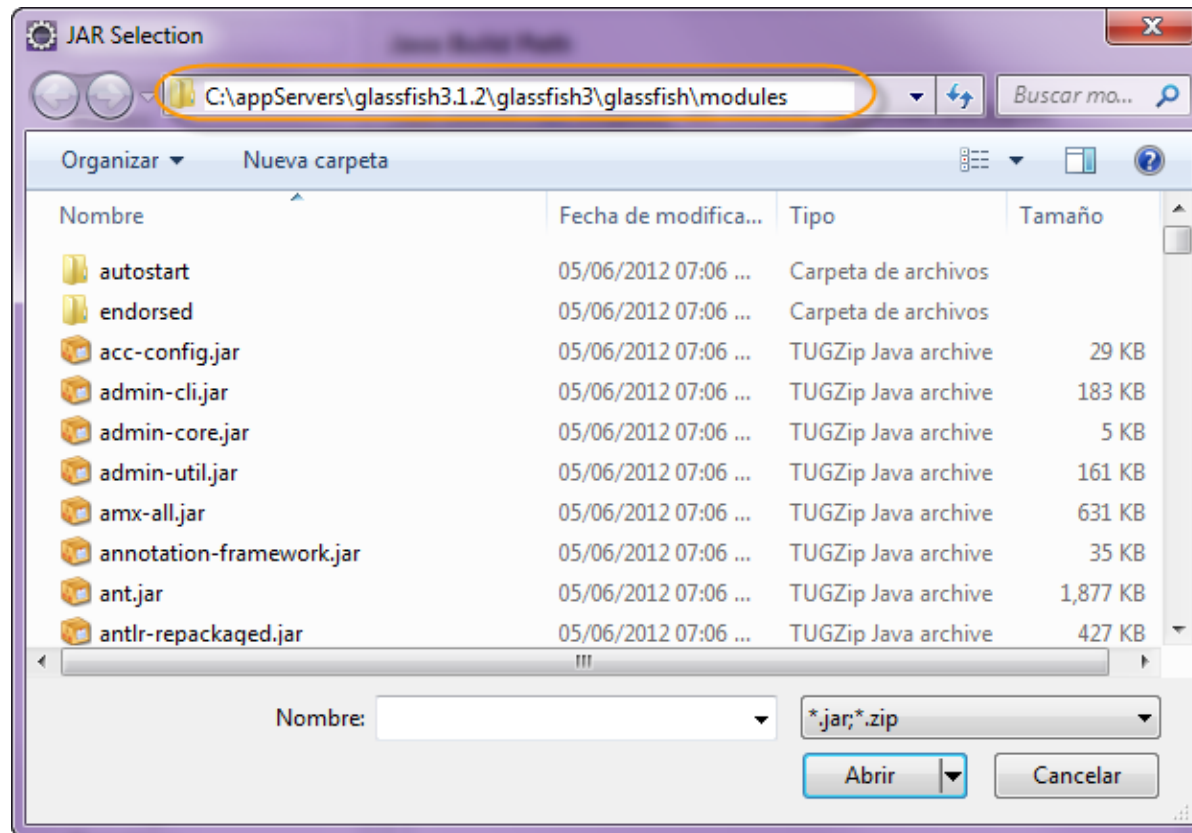 JAR Selection
Java Build Path
C:\appServers\glassfish3.1.2\glassfish3\glassfish\modules
Buscar mo...
Organizar
Nueva carpeta
Nombre Fecha de modifica... Tipo Tamaño
autostart 05/06/2012 07:06 ... Carpeta de archivos
endorsed 05/06/2012 07:06 ... Carpeta de archivos
acc-config.jar 05/06/2012 07:06 ... TUGZip Java archive 29 KB
admin-cli.jar 05/06/2012 07:06 ... TUGZip Java archive 183 KB
admin-core.jar 05/06/2012 07:06 ... TUGZip Java archive 5 KB
admin-util.jar 05/06/2012 07:06 ... TUGZip Java archive 161 KB
amx-all.jar 05/06/2012 07:06 ... TUGZip Java archive 631 KB
annotation-framework.jar 05/06/2012 07:06 ... TUGZip Java archive 35 KB
ant.jar 05/06/2012 07:06 ... TUGZip Java archive 1,877 KB
antlr-repackaged.jar 05/06/2012 07:06 ... TUGZip Java archive 427 KB
Nombre:
*.jar;*.zip
Abrir
Cancelar